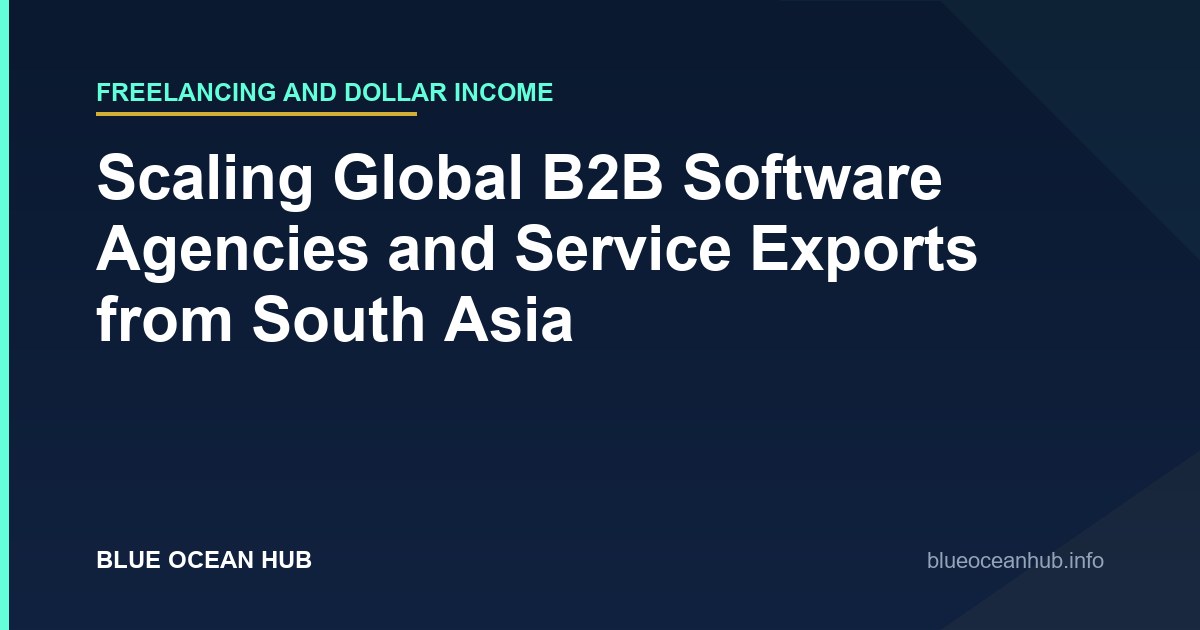 FREELANCING AND DOLLAR INCOME
Scaling Global B2B Software
Agencies and Service Exports
from South Asia
BLUE OCEAN HUB
blueoceanhub.info